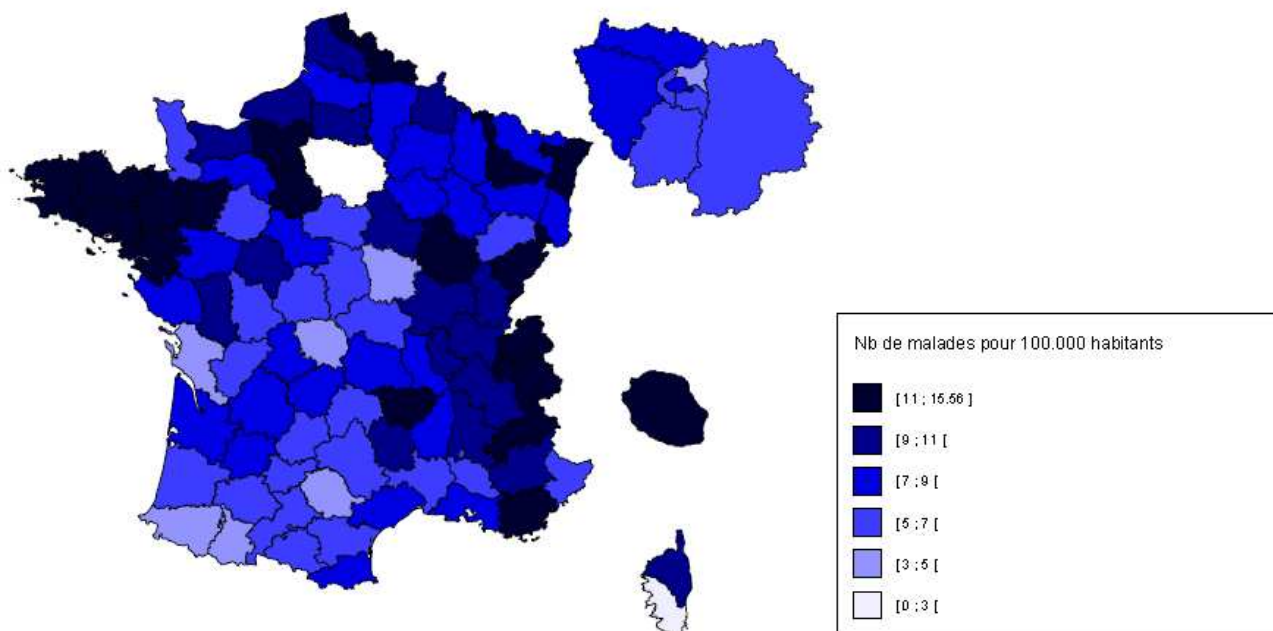 Nb de malades pour 100.000 habitants
[11 ; 15.56 ]
[9 ; 11 [
[7 ; 9 [
[5 ; 7 [
[3 ; 5 [
[0 ; 3 [